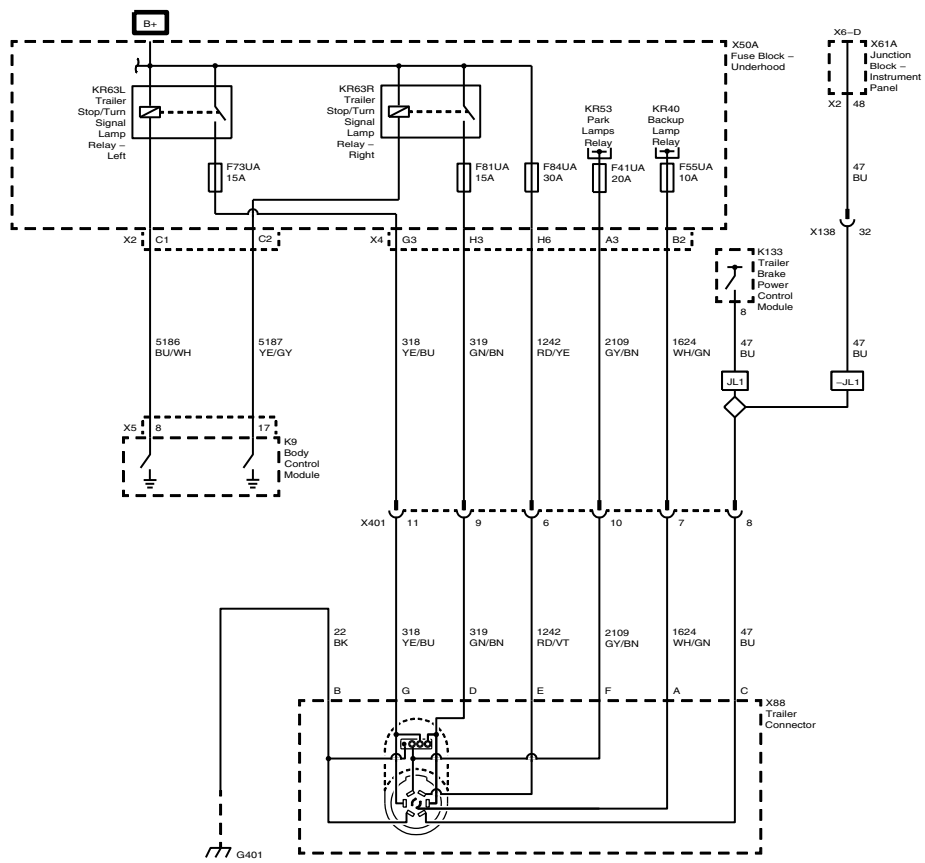 B+
X50A
Fuse Block –
Underhood
X6–D
X61A
Junction
Block –
Instrument
Panel
X2 48
KR63L
Trailer
Stop/Turn
Signal
Lamp
Relay –
Left
KR63R
Trailer
Stop/Turn
Signal
Lamp
Relay –
Right
KR53
Park
Lamps
Relay
KR40
Backup
Lamp
Relay
F73UA
15A
F81UA
15A
F84UA
30A
F41UA
20A
F55UA
10A
47
BU
X138 32
X2 C1 C2
X4 G3 H3 H6 A3 B2
K133
Trailer
Brake
Power
Control
Module
8
5186
BU/WH
5187
YE/GY
318
YE/BU
319
GN/BN
1242
RD/YE
2109
GY/BN
1624
WH/GN
47
BU
47
BU
JL1
–JL1
X5 8 17
K9
Body
Control
Module
X401 11 9 6 10 7 8
22
BK
318
YE/BU
319
GN/BN
1242
RD/VT
2109
GY/BN
1624
WH/GN
47
BU
B G D E F A C
X88
Trailer
Connector
G401